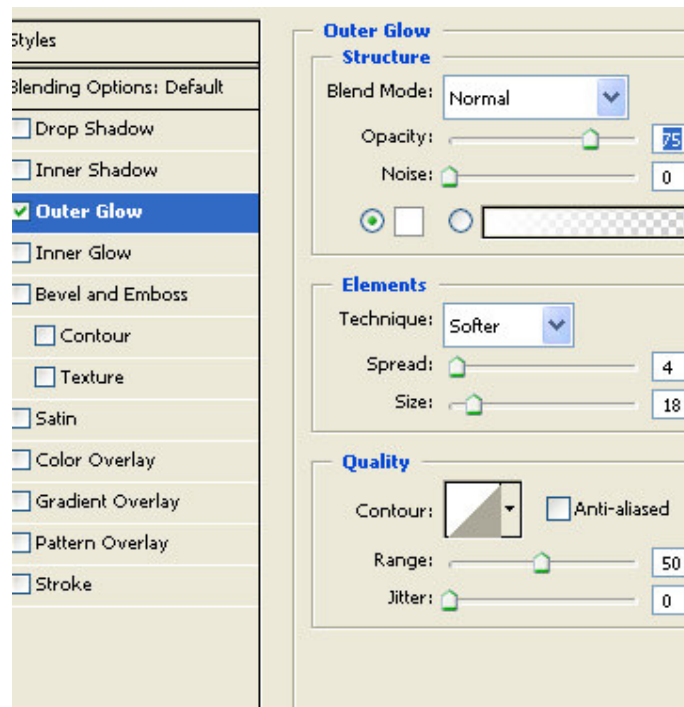 Styles
Blending Options: Default
Drop Shadow
Inner Shadow
Outer Glow
Inner Glow
Bevel and Emboss
Contour
Texture
Satin
Color Overlay
Gradient Overlay
Pattern Overlay
Stroke
Outer Glow
Structure
Blend Mode: Normal
Opacity: 75
Noise: 0
Elements
Technique: Softer
Spread: 4
Size: 18
Quality
Contour: Anti-aliased
Range: 50
Jitter: 0